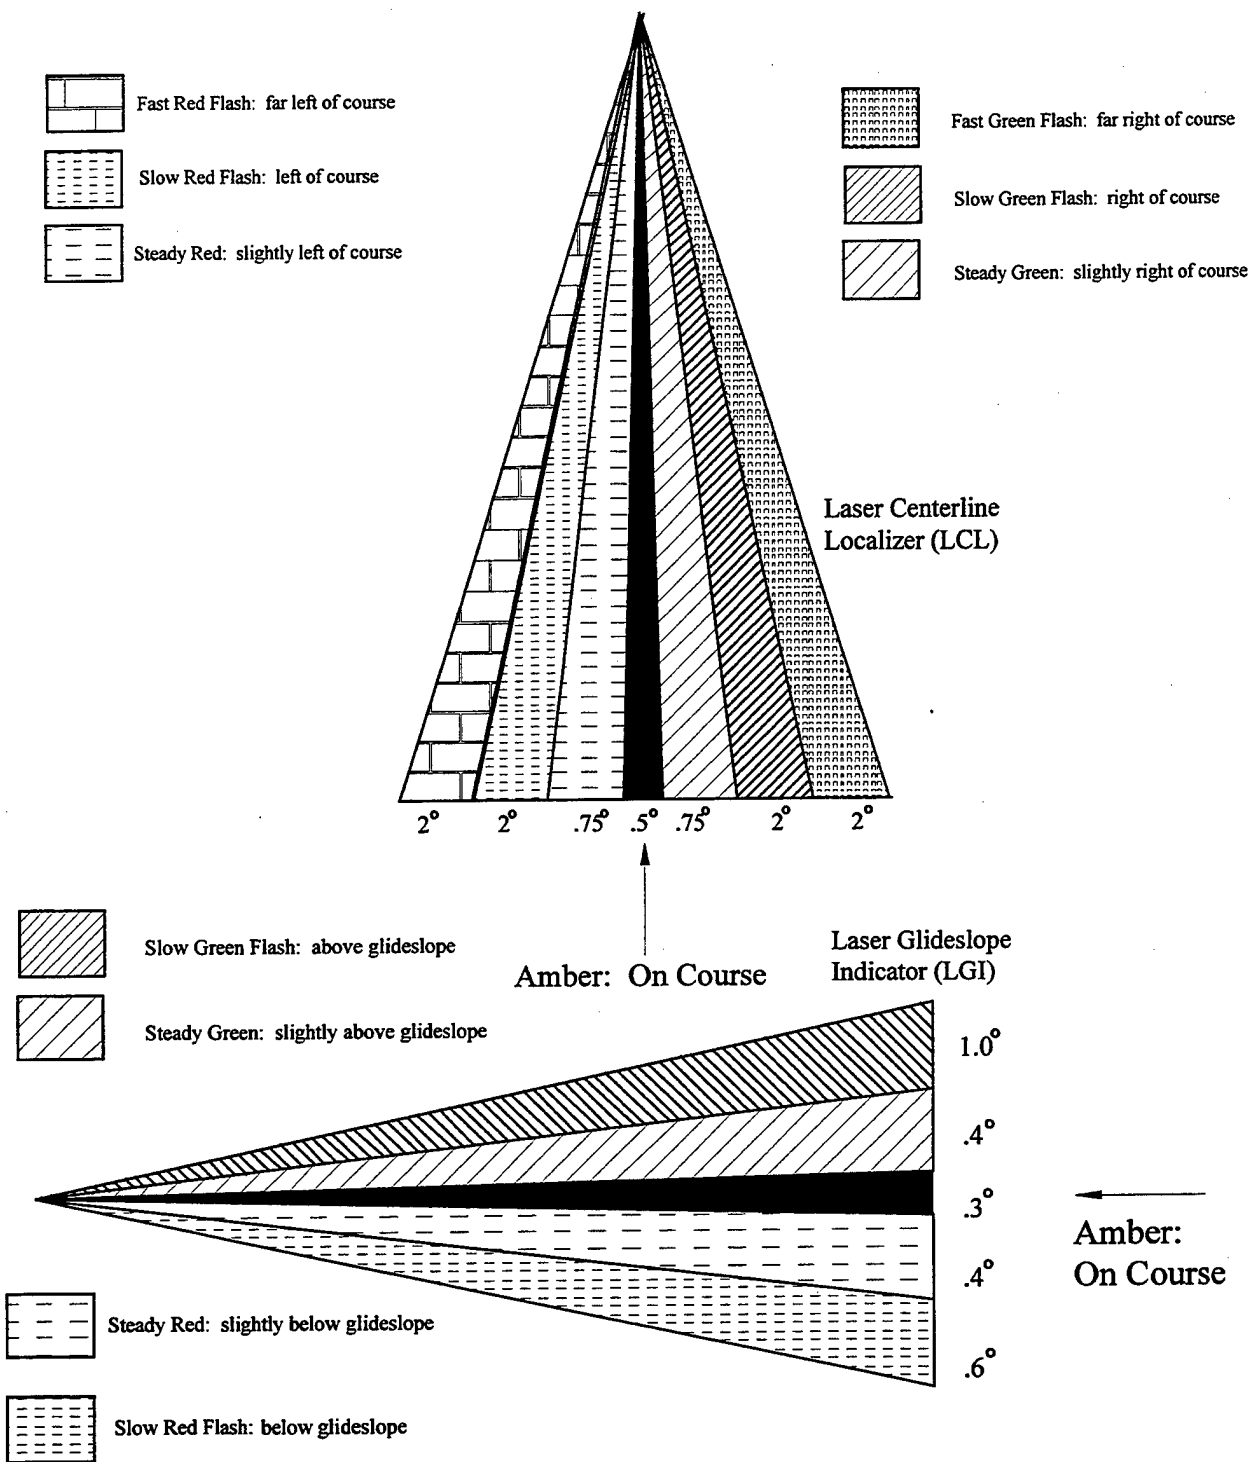 Fast Red Flash: far left of course
Slow Red Flash: left of course
Steady Red: slightly left of course
Fast Green Flash: far right of course
Slow Green Flash: right of course
Steady Green: slightly right of course
Laser Centerline
Localizer (LCL)
2° 2° .75° .5° .75° 2° 2°
Amber: On Course
Slow Green Flash: above glideslope
Steady Green: slightly above glideslope
Laser Glideslope
Indicator (LGI)
1.0°
.4°
.3°
.4°
.6°
Amber:
On Course
Steady Red: slightly below glideslope
Slow Red Flash: below glideslope